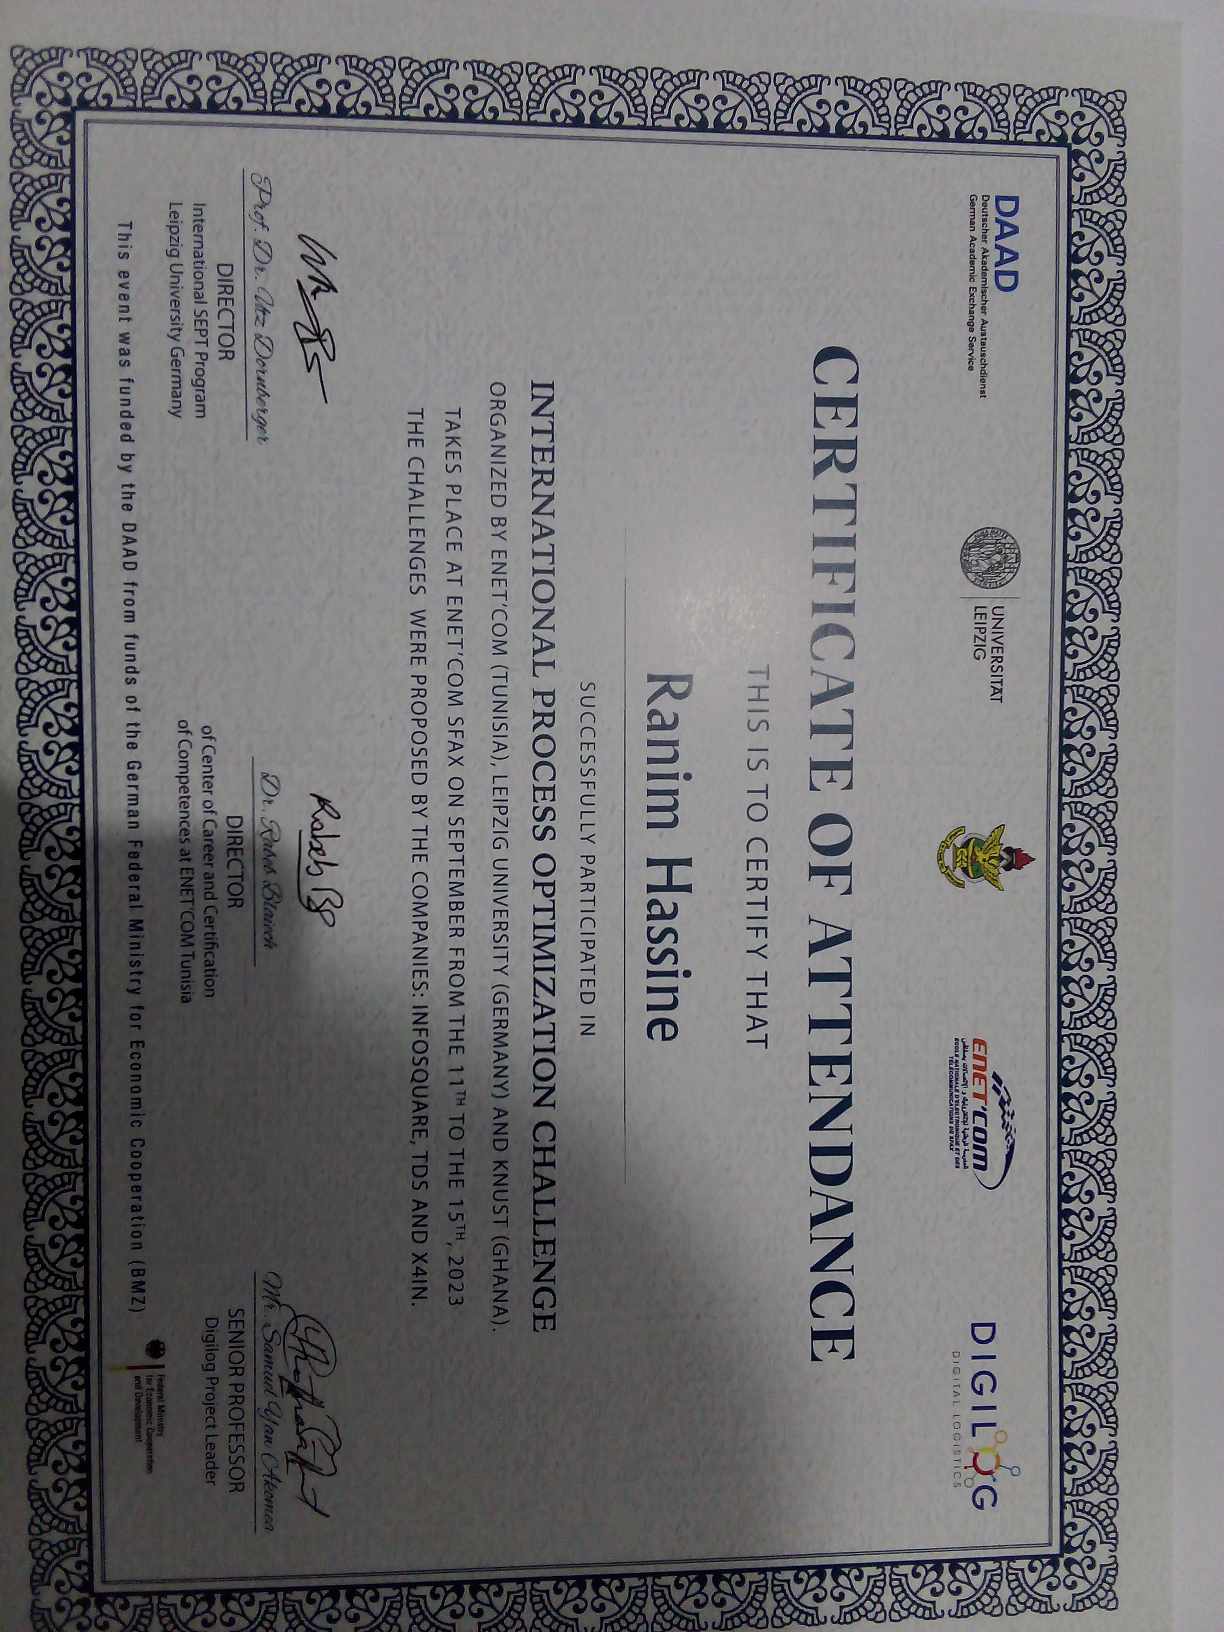 DAAD
Deutscher Akademischer Austauschdienst
German Academic Exchange Service
UNIVERSITÄT
LEIPZIG
ENET'COM
المدرسة الوطنية للإلكترونيك و الإتصالات بصفاقس
ECOLE NATIONALE D'ELECTRONIQUE ET DES
TELECOMMUNICATIONS DE SFAX
DIGILOG
DIGITAL LOGISTICS
CERTIFICATE OF ATTENDANCE
THIS IS TO CERTIFY THAT
Ranim Hassine
SUCCESSFULLY PARTICIPATED IN
INTERNATIONAL PROCESS OPTIMIZATION CHALLENGE
ORGANIZED BY ENET'COM (TUNISIA), LEIPZIG UNIVERSITY (GERMANY) AND KNUST (GHANA).
TAKES PLACE AT ENET'COM SFAX ON SEPTEMBER FROM THE 11TH TO THE 15TH, 2023
THE CHALLENGES WERE PROPOSED BY THE COMPANIES: INFOSQUARE, TDS AND X4IN.
Rabeb
Prof. Dr. Utz Dornberger
DIRECTOR
International SEPT Program
Leipzig University Germany
Dr. Rabeb Blaiech
DIRECTOR
of Center of Career and Certification
of Competences at ENET'COM Tunisia
Mr. Samuel Yaw Akomea
SENIOR PROFESSOR
Digilog Project Leader
Federal Ministry
for Economic Cooperation
and Development
This event was funded by the DAAD from funds of the German Federal Ministry for Economic Cooperation (BMZ)